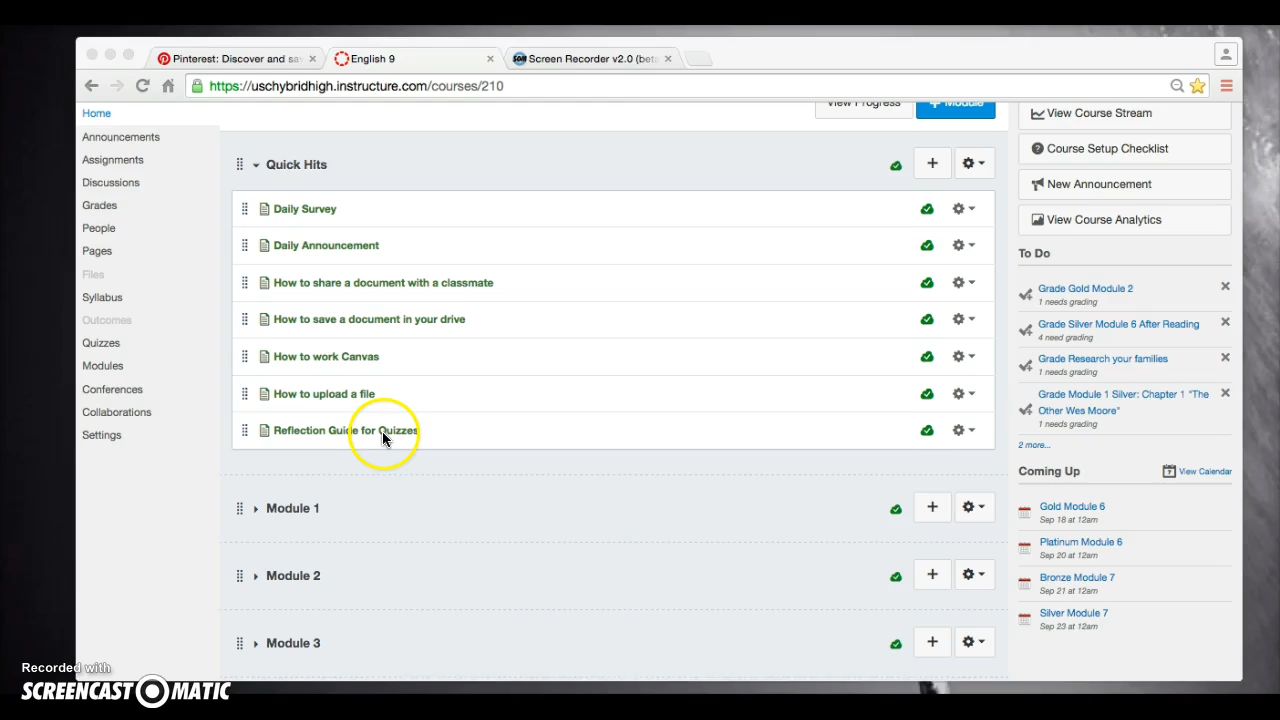 Pinterest: Discover and sav
English 9
Screen Recorder v2.0 (beta
https://uschybridhigh.instructure.com/courses/210
Home
Announcements
Assignments
Discussions
Grades
People
Pages
Files
Syllabus
Outcomes
Quizzes
Modules
Conferences
Collaborations
Settings
View Progress
+ Module
Quick Hits
Daily Survey
Daily Announcement
How to share a document with a classmate
How to save a document in your drive
How to work Canvas
How to upload a file
Reflection Guide for Quizzes
Module 1
Module 2
Module 3
View Course Stream
Course Setup Checklist
New Announcement
View Course Analytics
To Do
Grade Gold Module 2
1 needs grading
Grade Silver Module 6 After Reading
4 need grading
Grade Research your families
1 needs grading
Grade Module 1 Silver: Chapter 1 "The
Other Wes Moore"
1 needs grading
2 more...
Coming Up
View Calendar
Gold Module 6
Sep 18 at 12am
Platinum Module 6
Sep 20 at 12am
Bronze Module 7
Sep 21 at 12am
Silver Module 7
Sep 23 at 12am
Recorded with
SCREENCAST MATIC